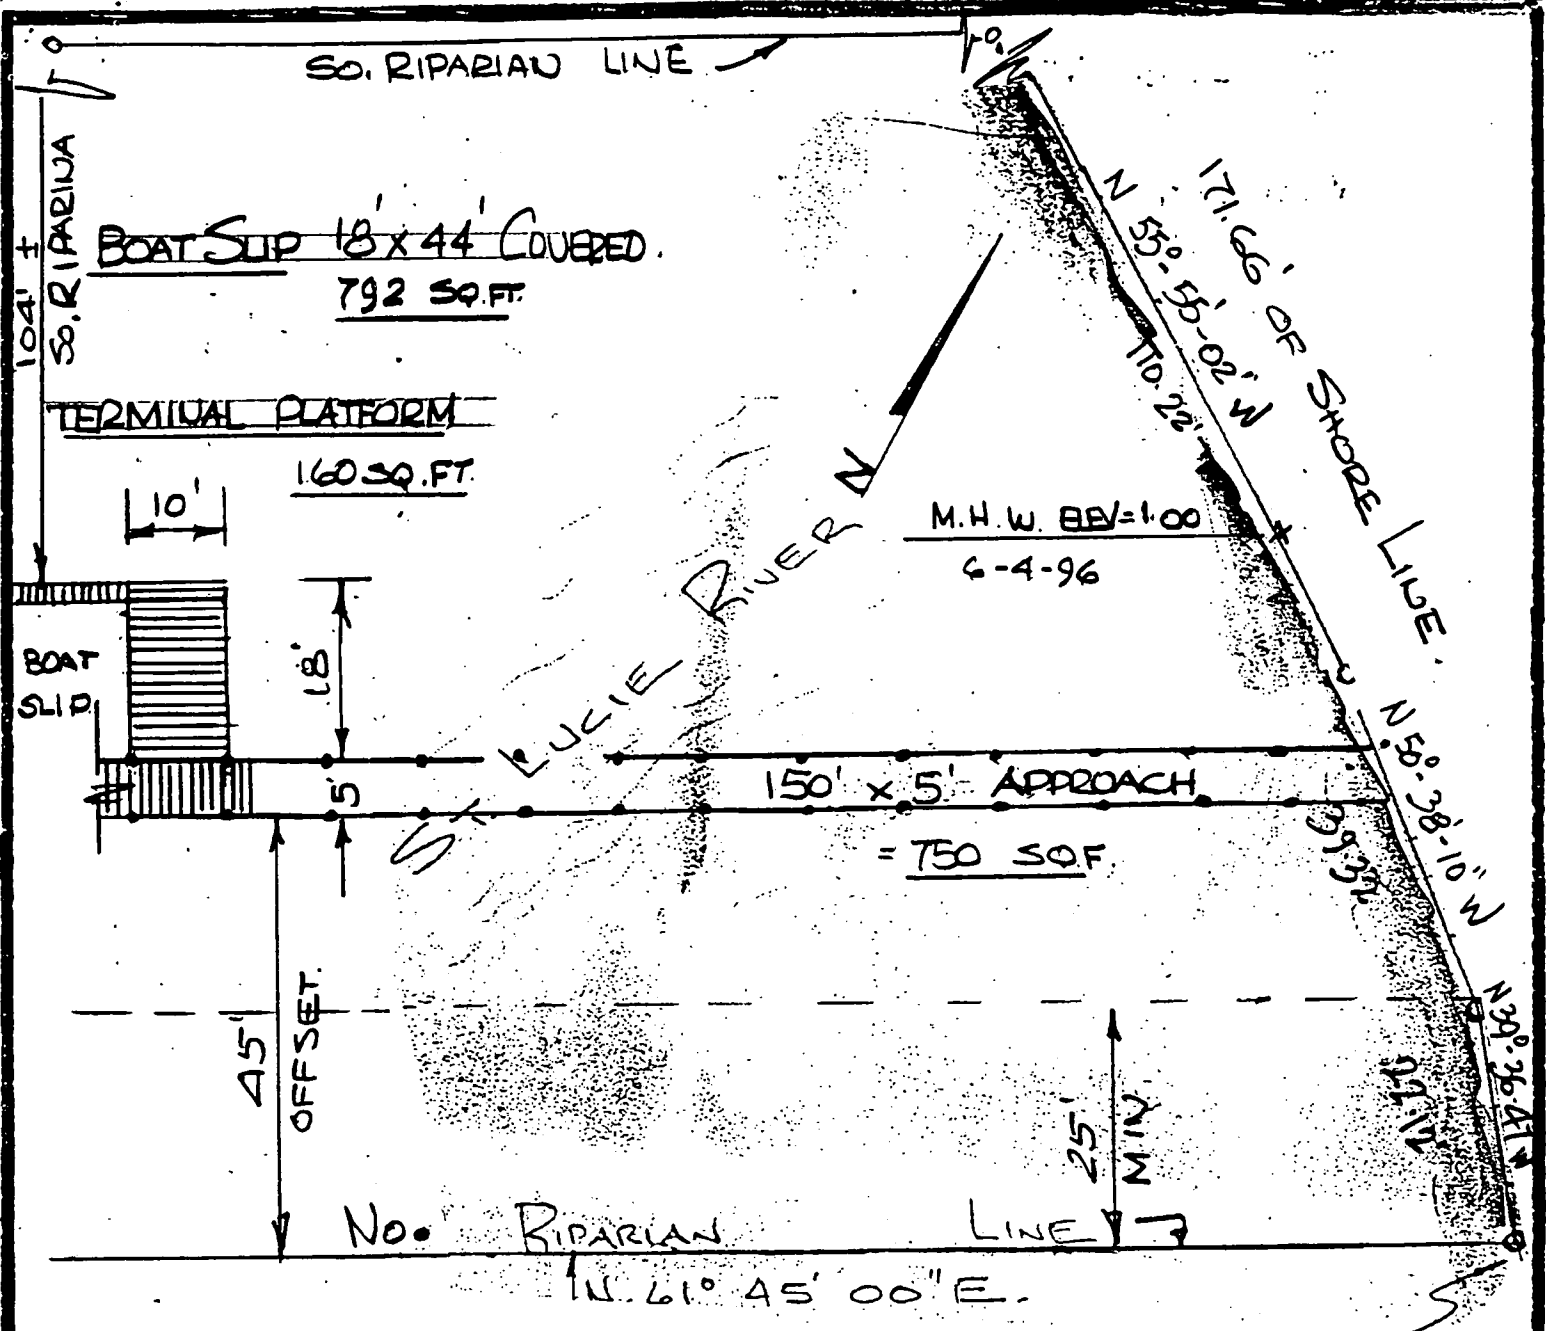 SO. RIPARIAN LINE
104' ±
SO. RIPARINA
BOAT SLIP 18' x 44' COVERED.
792 SQ.FT.
TERMINAL PLATFORM
160 SQ.FT.
10'
N
171.66' OF SHORE LINE.
N 55°-55'-02" W
110.22'
M.H.W. ELEV=1.00
6-4-96
BOAT
SLIP
18'
St. LUCIE RIVER
5'
150' x 5' APPROACH
= 750 SQ.F.
N 50°-38'-10" W
39.32
45'
OFFSET.
25'
MIN.
No. RIPARIAN LINE
N. 61° 45' 00" E.